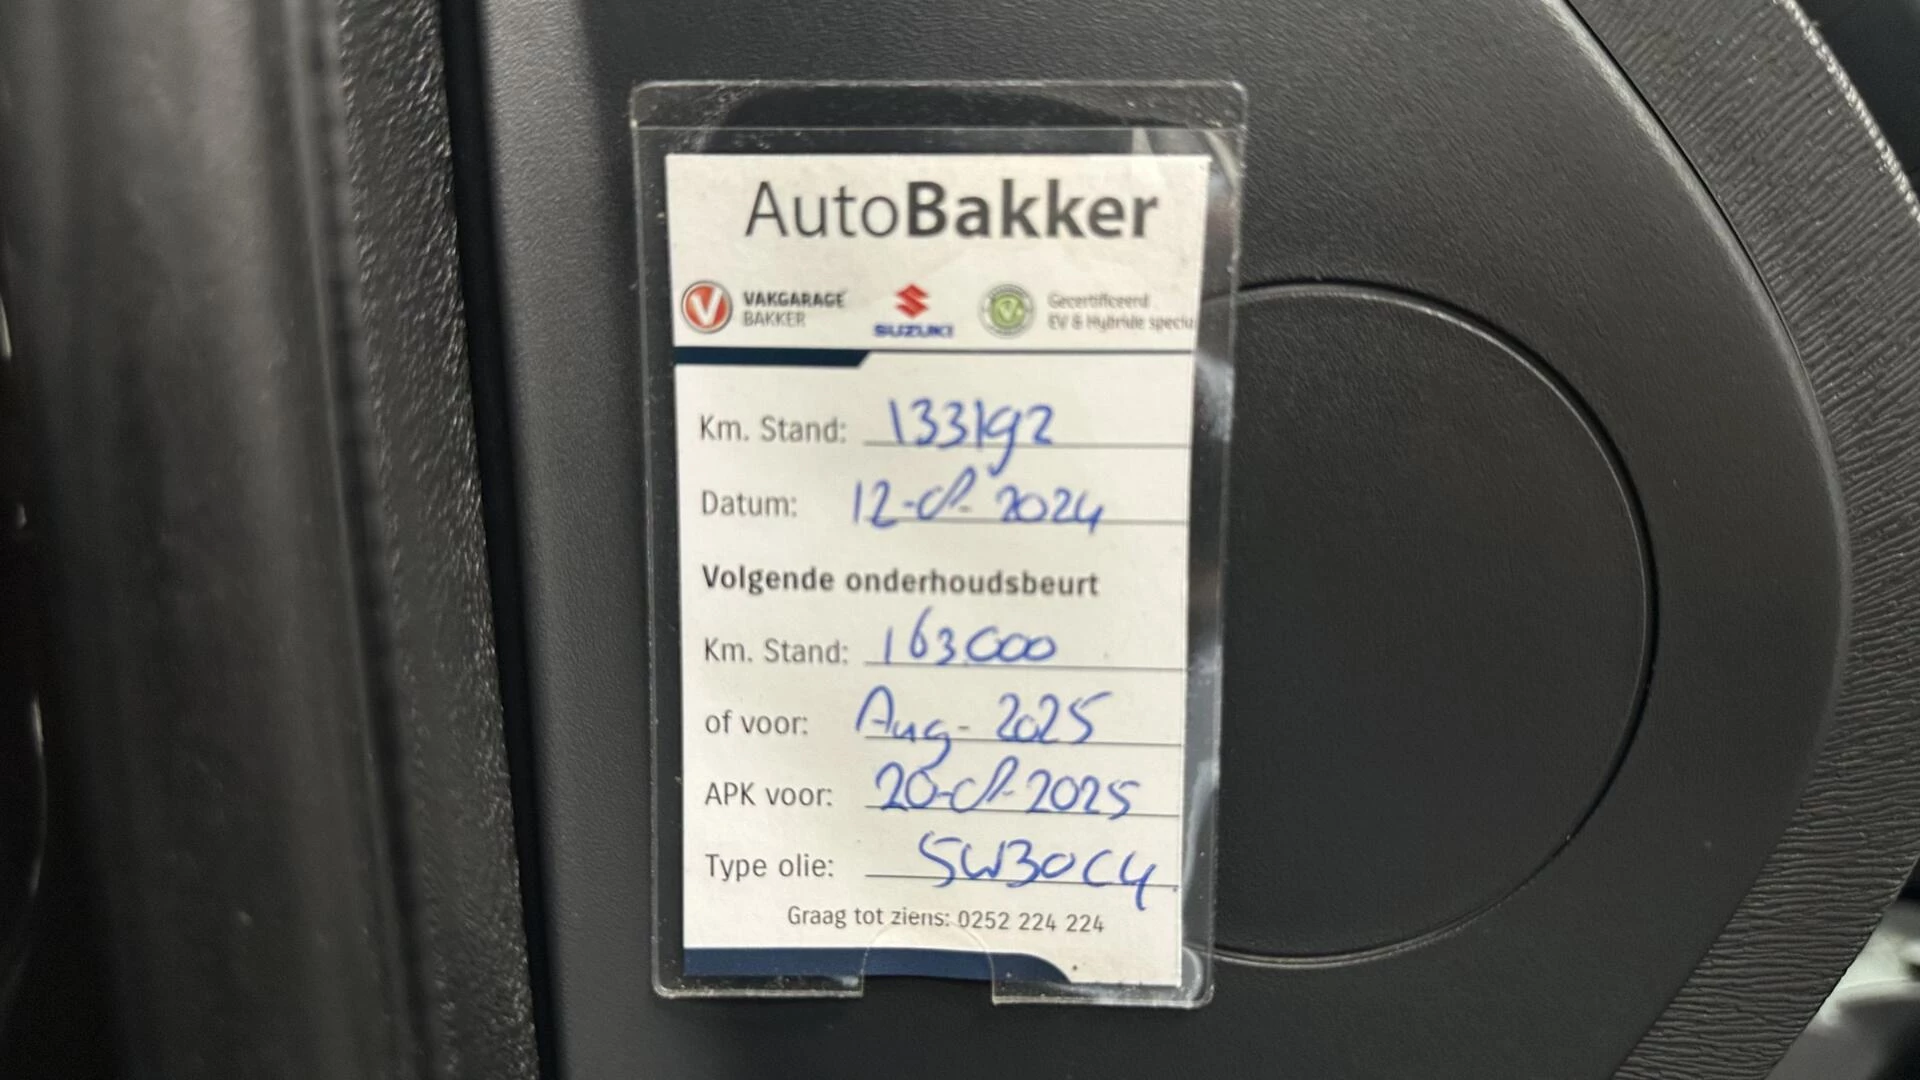 AutoBakker
VAKGARAGE
BAKKER
SUZUKI
Gecertificeerd
EV & Hybride specia
Km. Stand: 133192
Datum: 12-08-2024
Volgende onderhoudsbeurt
Km. Stand: 163000
of voor: Aug- 2025
APK voor: 20-08-2025
Type olie: 5W30C4
Graag tot ziens: 0252 224 224